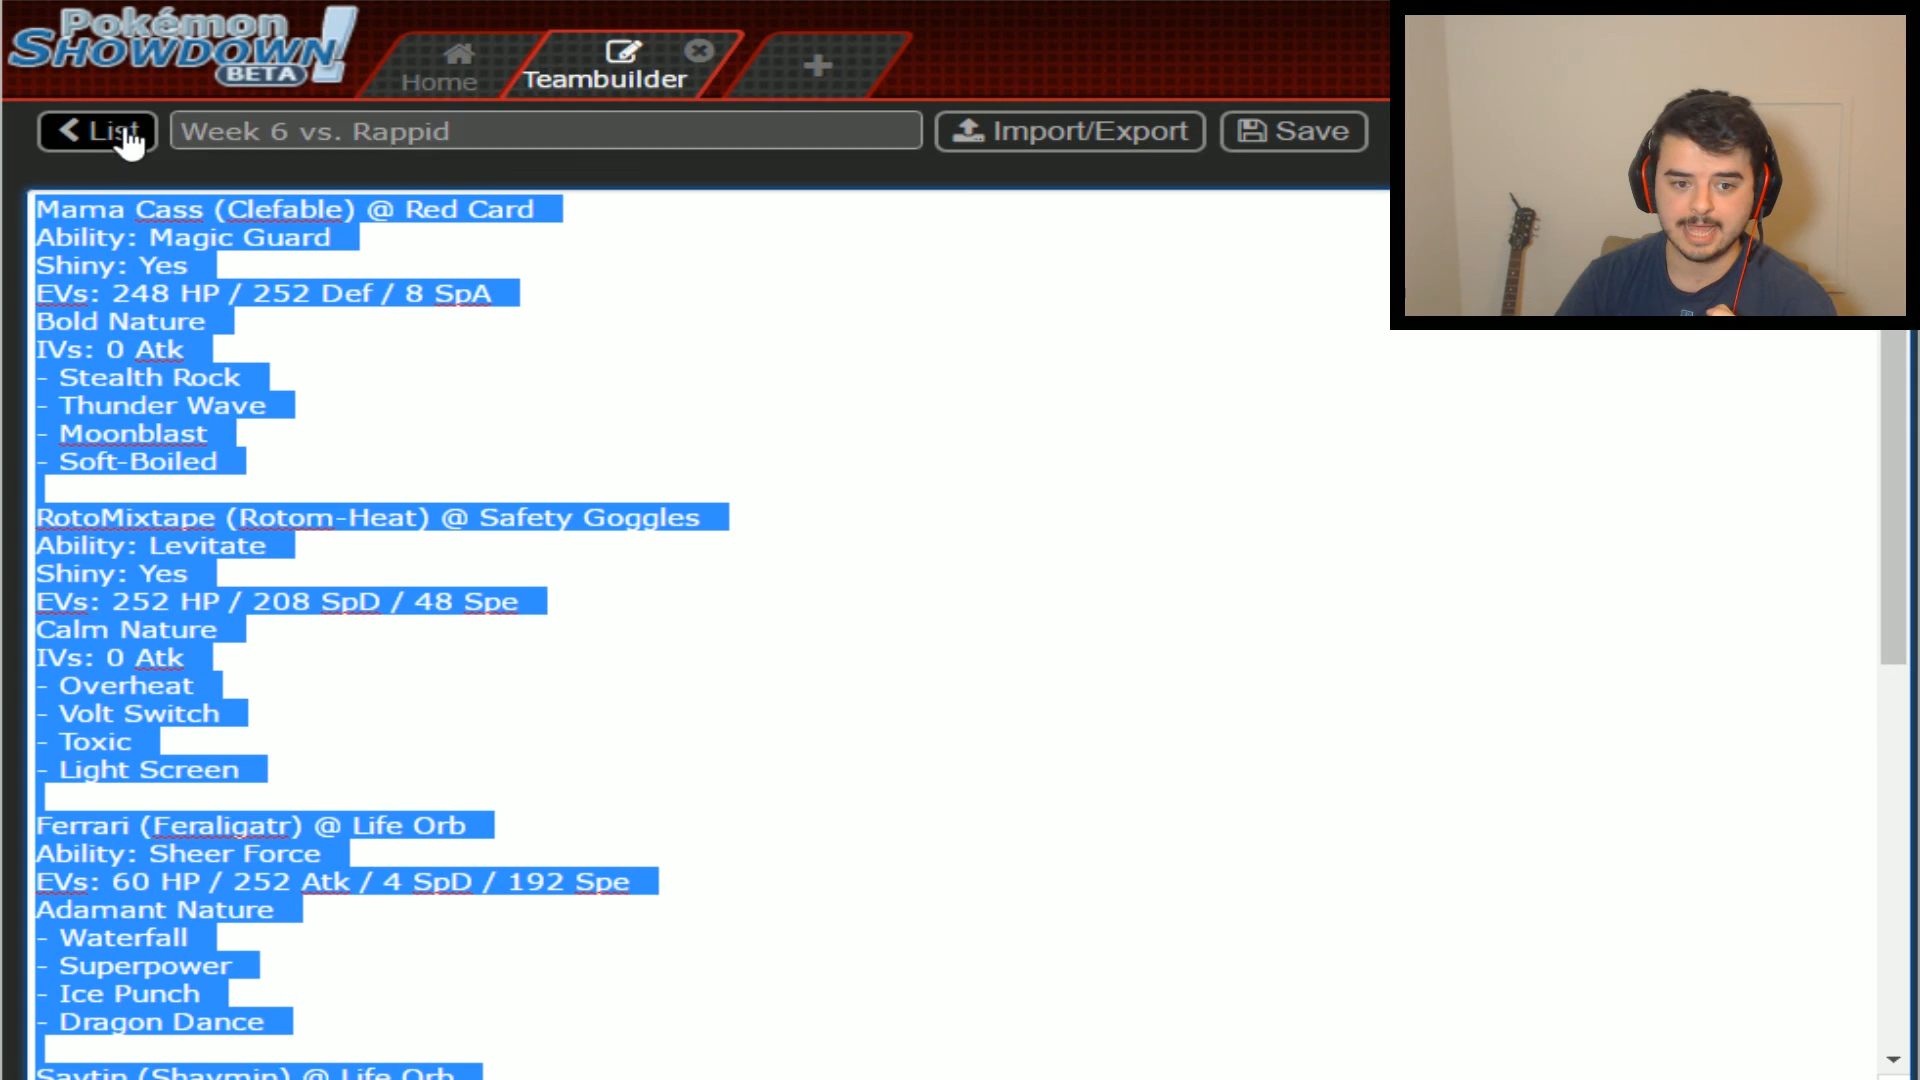 Pokémon
SHOWDOWN!
BETA
Home
Teambuilder
List
Week 6 vs. Rappid
Import/Export
Save
Mama Cass (Clefable) @ Red Card
Ability: Magic Guard
Shiny: Yes
EVs: 248 HP / 252 Def / 8 SpA
Bold Nature
IVs: 0 Atk
- Stealth Rock
- Thunder Wave
- Moonblast
- Soft-Boiled
RotoMixtape (Rotom-Heat) @ Safety Goggles
Ability: Levitate
Shiny: Yes
EVs: 252 HP / 208 SpD / 48 Spe
Calm Nature
IVs: 0 Atk
- Overheat
- Volt Switch
- Toxic
- Light Screen
Ferrari (Feraligatr) @ Life Orb
Ability: Sheer Force
EVs: 60 HP / 252 Atk / 4 SpD / 192 Spe
Adamant Nature
- Waterfall
- Superpower
- Ice Punch
- Dragon Dance
Saytin (Shaymin) @ Life Orb